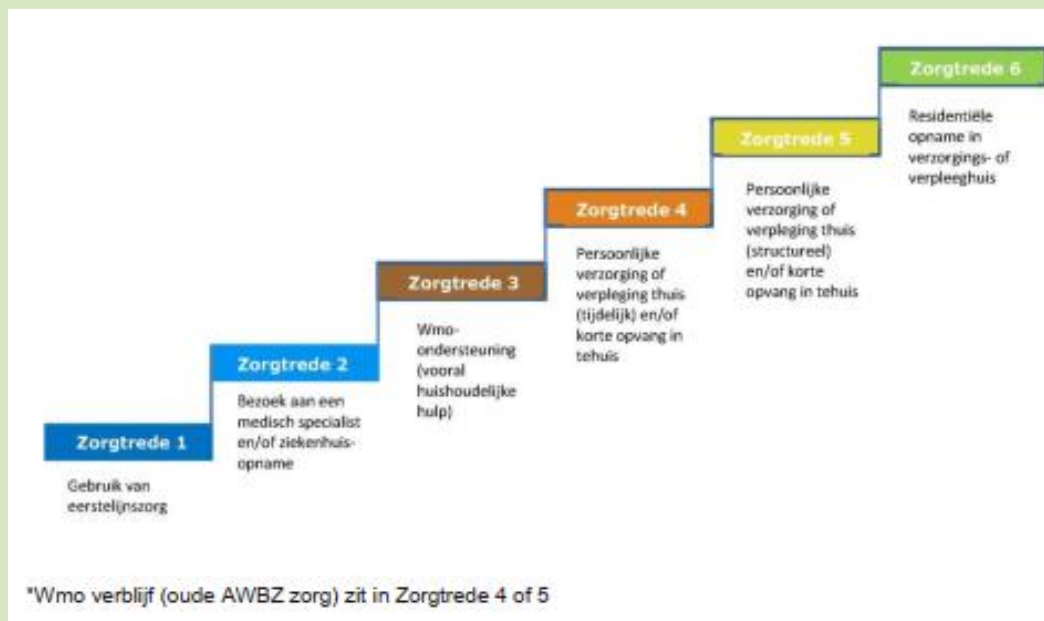 Zorgtrede 6
Residentiële
opname in
verzorgings- of
verpleeghuis
Zorgtrede 5
Persoonlijke
verzorging of
verpleging thuis
(structureel)
en/of korte
opvang in tehuis
Zorgtrede 4
Persoonlijke
verzorging of
verpleging thuis
(tijdelijk) en/of
korte opvang in
tehuis
Zorgtrede 3
Wmo-
ondersteuning
(vooral
huishoudelijke
hulp)
Zorgtrede 2
Bezoek aan een
medisch specialist
en/of ziekenhuis-
opname
Zorgtrede 1
Gebruik van
eerstelijnszorg
*Wmo verblijf (oude AWBZ zorg) zit in Zorgtrede 4 of 5